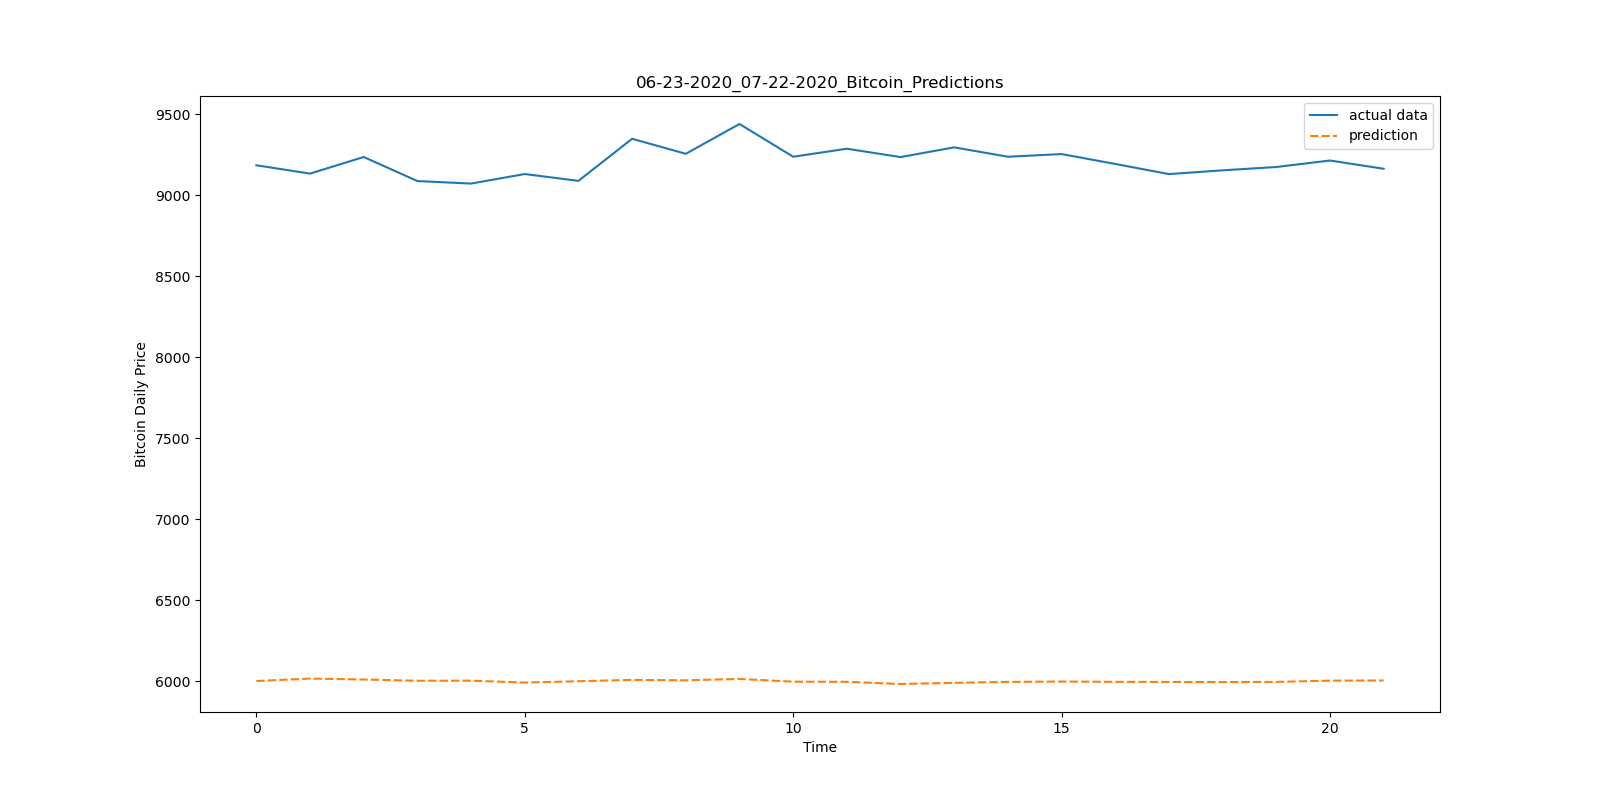 06-23-2020_07-22-2020_Bitcoin_Predictions
actual data
prediction
Bitcoin Daily Price
9500
9000
8500
8000
7500
7000
6500
6000
0 5 10 15 20
Time